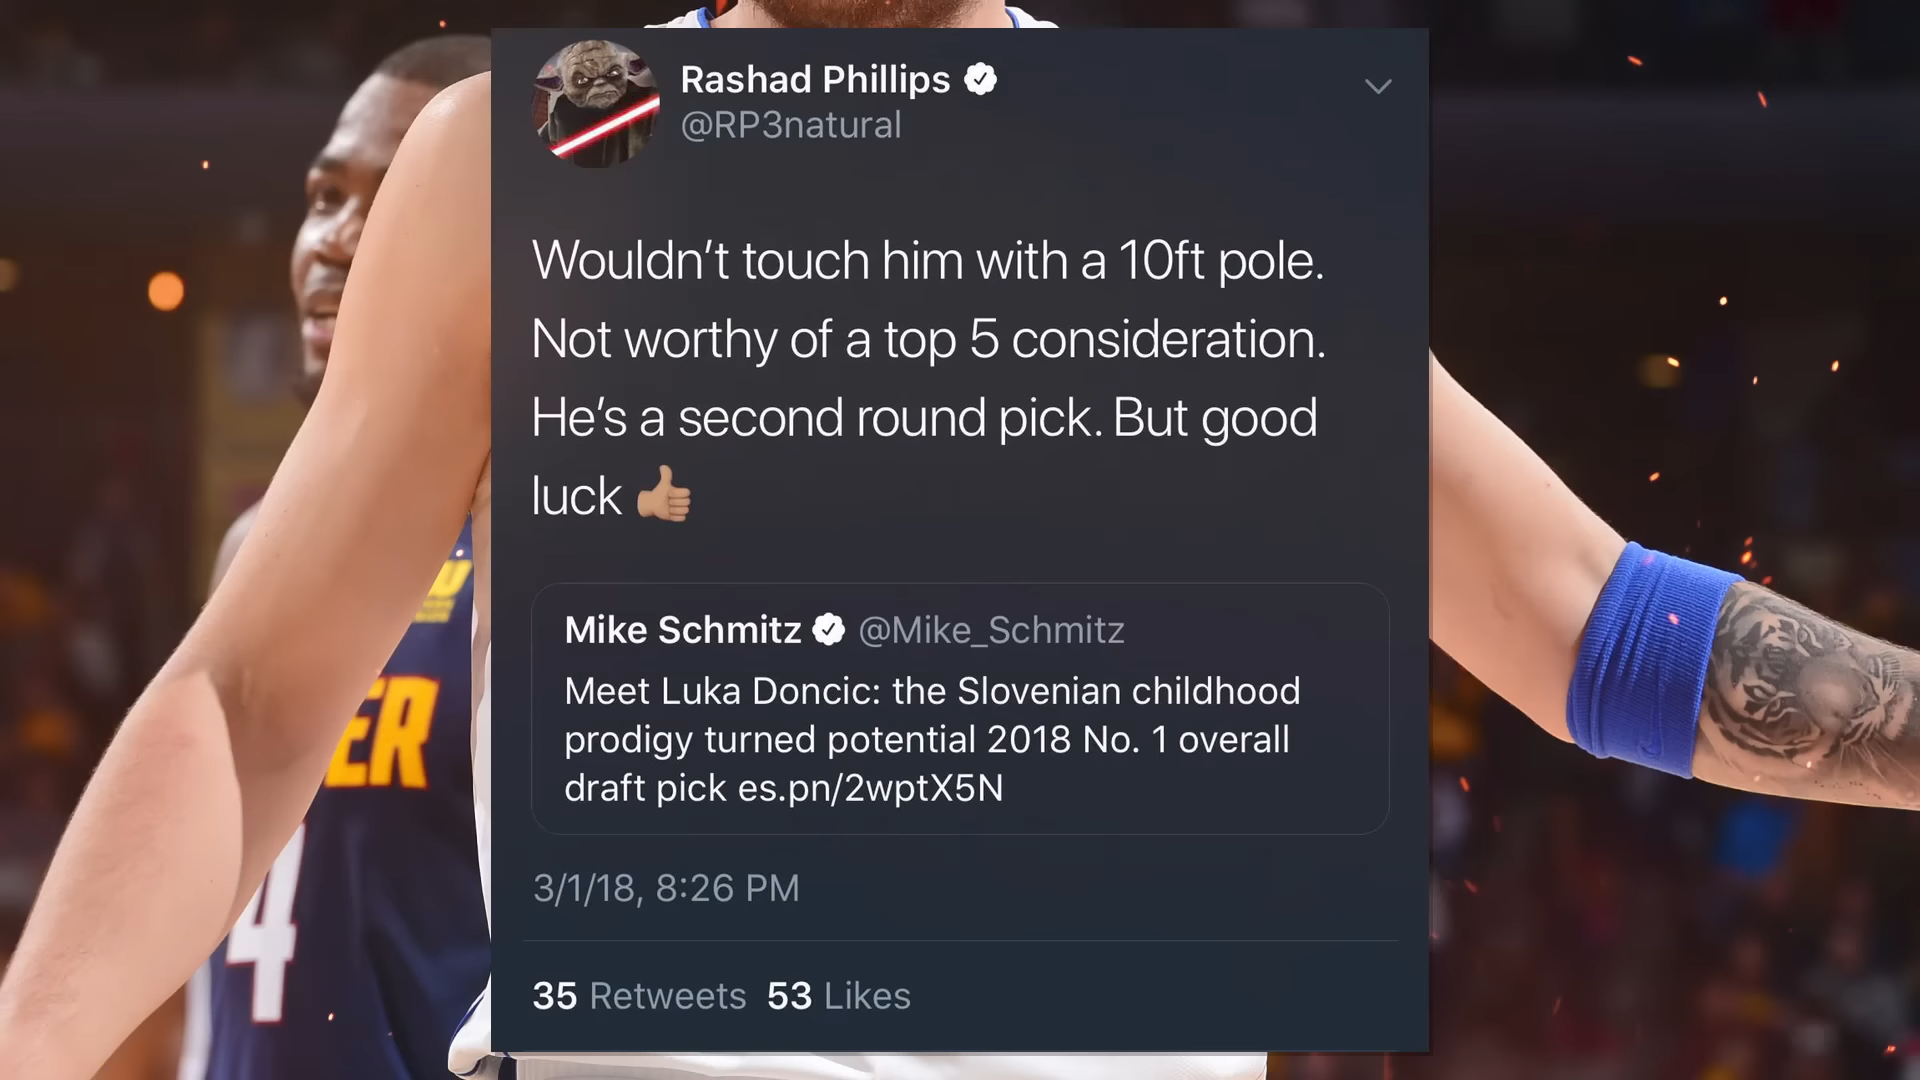 Rashad Phillips
@RP3natural
Wouldn't touch him with a 10ft pole.
Not worthy of a top 5 consideration.
He's a second round pick. But good
luck 👍🏼
Mike Schmitz @Mike_Schmitz
Meet Luka Doncic: the Slovenian childhood
prodigy turned potential 2018 No. 1 overall
draft pick es.pn/2wptX5N
3/1/18, 8:26 PM
35 Retweets 53 Likes
ER
4